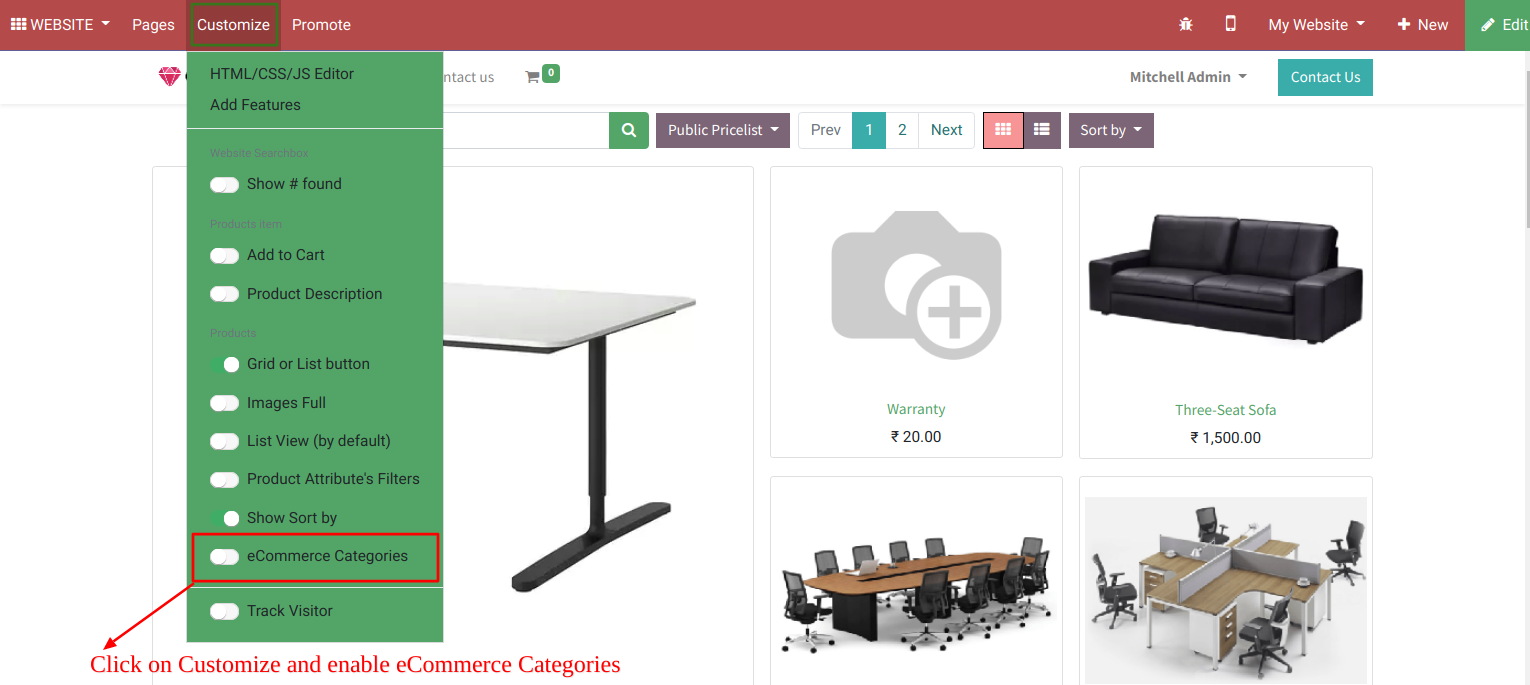 WEBSITE Pages Customize Promote My Website New Edit
HTML/CSS/JS Editor
Add Features
ntact us 0 Mitchell Admin Contact Us
Public Pricelist Prev 1 2 Next Sort by
Website Searchbox
Show # found
Products Item
Add to Cart
Product Description
Products
Grid or List button
Images Full
List View (by default)
Product Attribute's Filters
Show Sort by
eCommerce Categories
Track Visitor
Warranty
₹ 20.00
Three-Seat Sofa
₹ 1,500.00
Click on Customize and enable eCommerce Categories